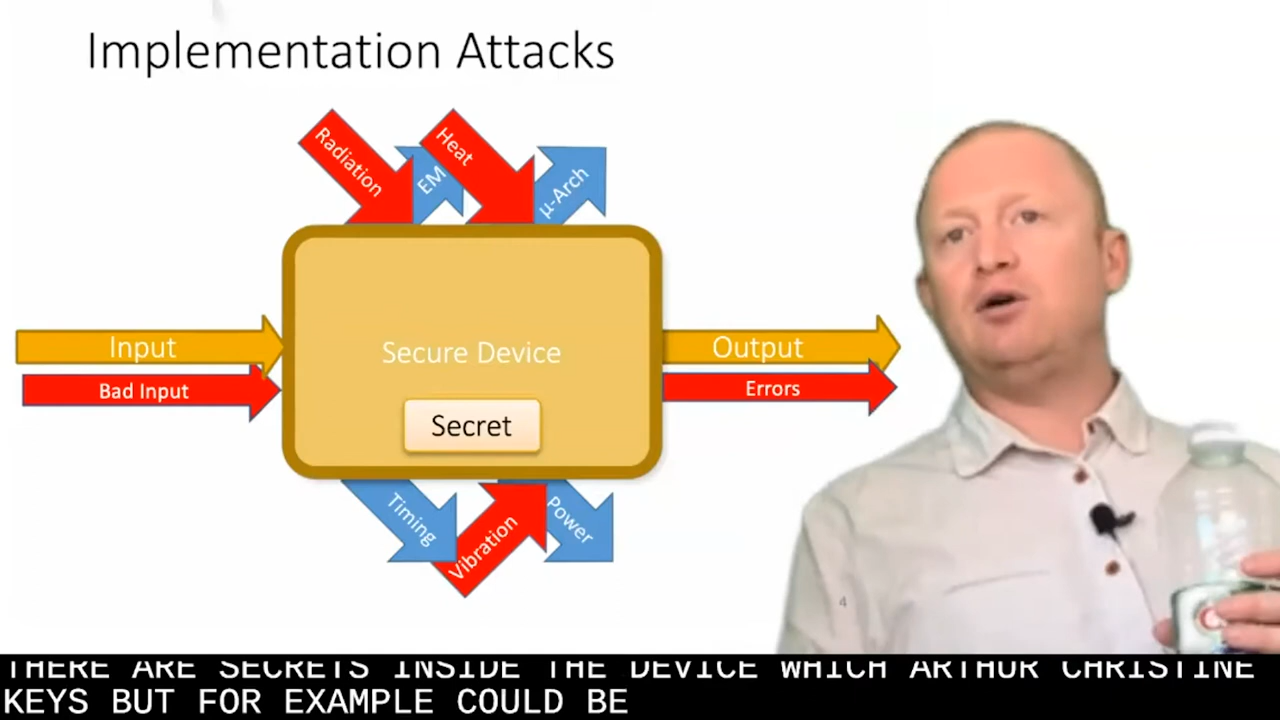 Implementation Attacks
Radiation
EM
Heat
μ-Arch
Input
Bad Input
Secure Device
Secret
Output
Errors
Timing
Vibration
Power
4
THERE ARE SECRETS INSIDE THE DEVICE WHICH ARTHUR CHRISTINE
KEYS BUT FOR EXAMPLE COULD BE